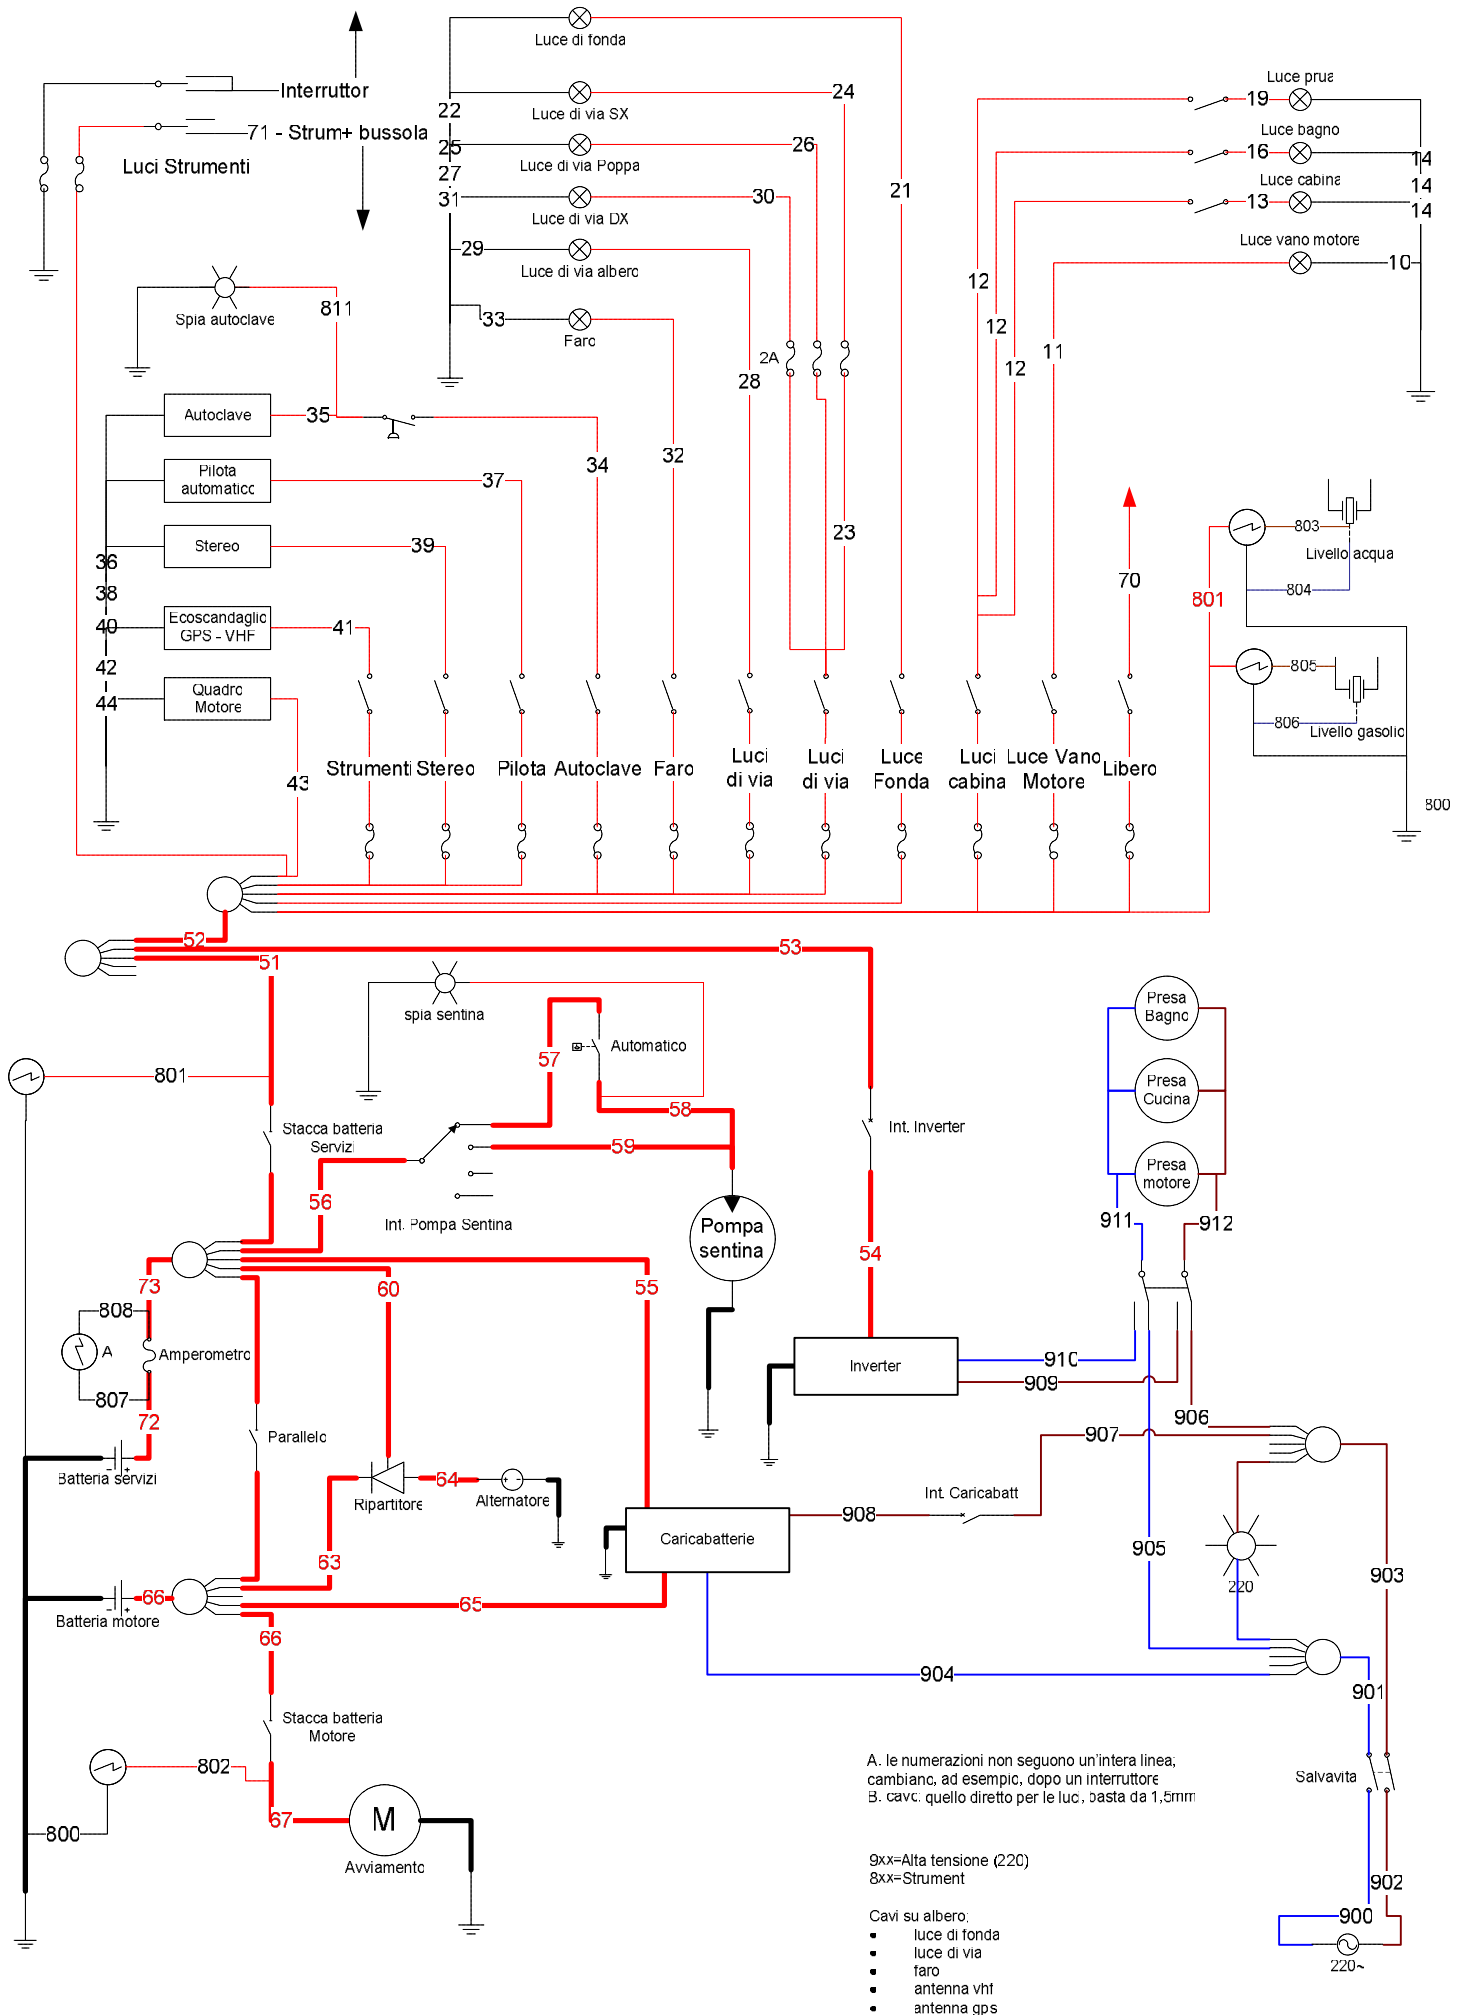 Luce di fonda
Interruttor
71 - Strum+ bussola
Luci Strumenti
22
Luce di via SX
24
25
Luce di via Poppa
26
27
31
Luce di via DX
30
29
Luce di via albero
33
Faro
21
Luce prua
19
Luce bagno
16
14
14
Luce cabina
13
14
Luce vano motore
10
12
12
12
11
Spia autoclave
811
2A
28
Autoclave
35
34
32
Pilota
automatico
37
Stereo
39
23
36
38
Ecoscandaglio
GPS - VHF
41
40
42
Quadro
Motore
44
43
70
803
Livello acqua
804
801
805
806
Livello gasolio
800
Strumenti
Stereo
Pilota
Autoclave
Faro
Luci
di via
Luci
di via
Luce
Fonda
Luci
cabina
Luce Vano
Motore
Libero
52
51
53
spia sentina
57
Automatico
58
59
801
Stacca batteria
Servizi
56
Int. Pompa Sentina
Pompa
sentina
Int. Inverter
54
Presa
Bagno
Presa
Cucina
Presa
motore
911
912
73
60
55
808
A
Amperometro
807
72
Batteria servizi
Parallelo
Inverter
910
909
906
907
Ripartitore
64
Alternatore
Int. Caricabatt
908
Caricabatterie
63
905
220
903
66
Batteria motore
65
66
904
901
Stacca batteria
Motore
802
800
67
M
Avviamento
Salvavita
A. le numerazioni non seguono un'intera linea,
cambiano, ad esempio, dopo un interruttore
B. cavo: quello diretto per le luci, basta da 1,5mm
9xx=Alta tensione (220)
8xx=Strument
902
900
220~
Cavi su albero:
• luce di fonda
• luce di via
• faro
• antenna vhf
• antenna gps